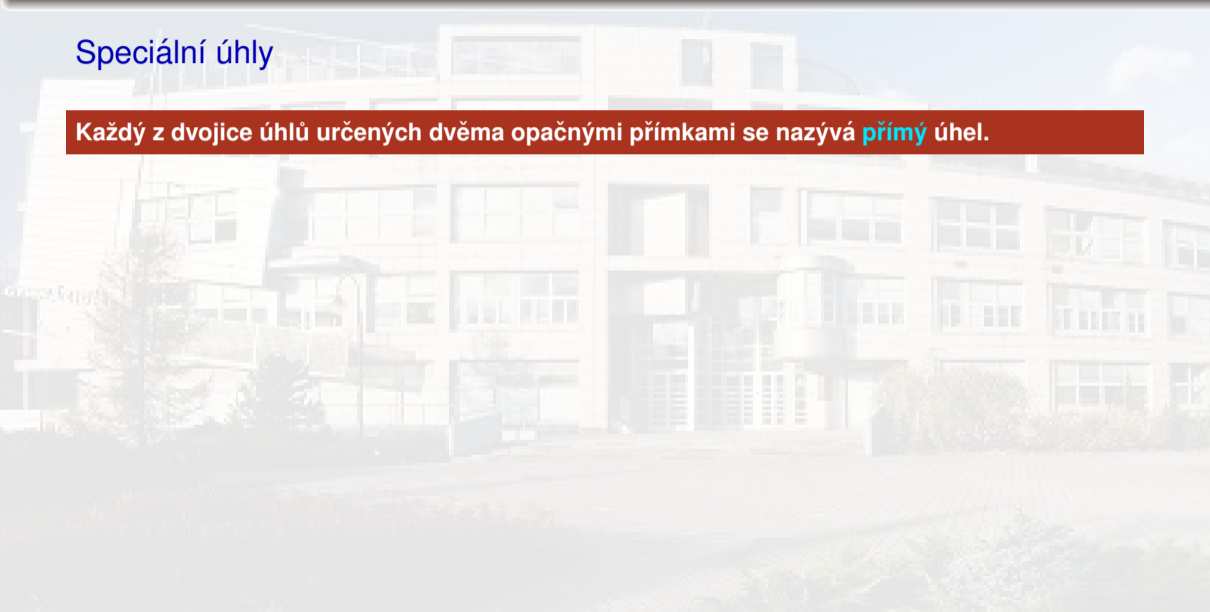 Speciální úhly
Každý z dvojice úhlů určených dvěma opačnými přímkami se nazývá přímý úhel.